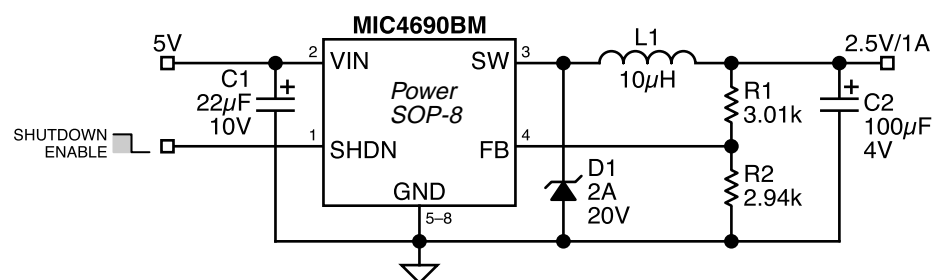 MIC4690BM
5V
2
VIN
SW
3
L1
10µH
2.5V/1A
C1
22µF
10V
+
Power
SOP-8
R1
3.01k
+
C2
100µF
4V
SHUTDOWN
ENABLE
1
SHDN
FB
4
GND
5–8
D1
2A
20V
R2
2.94k